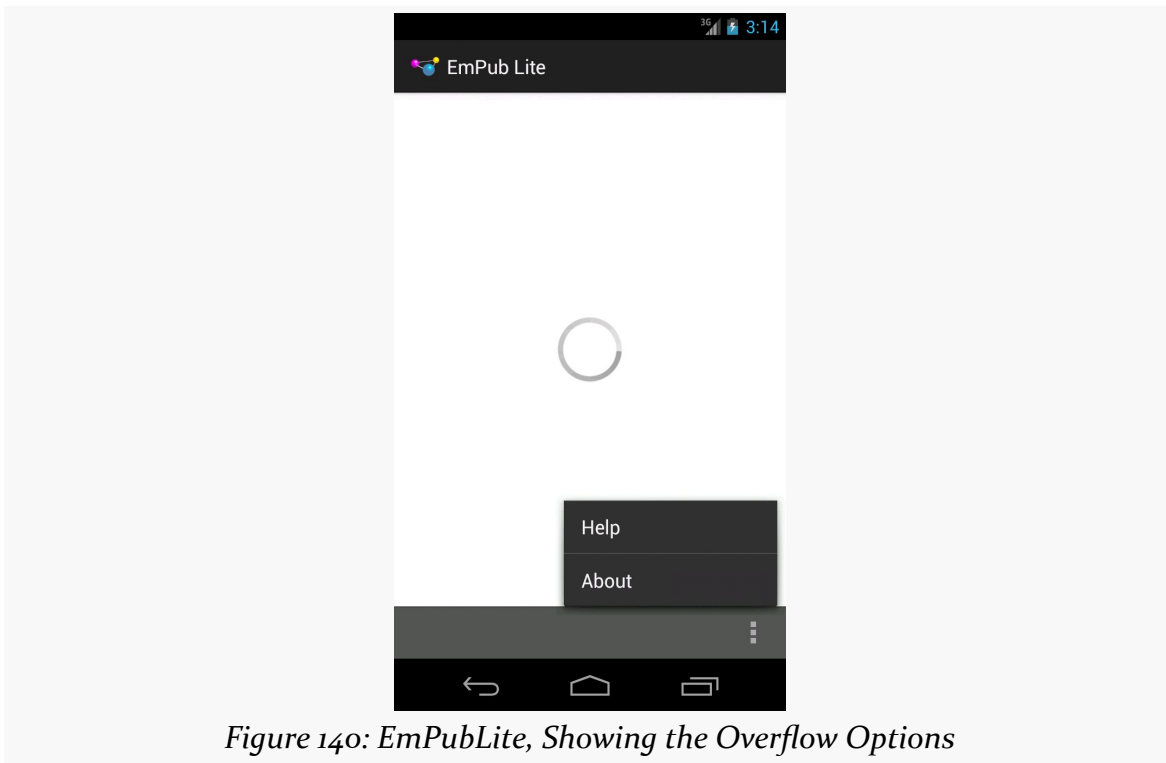 3G 3:14
EmPub Lite
Help
About
Figure 140: EmPubLite, Showing the Overflow Options